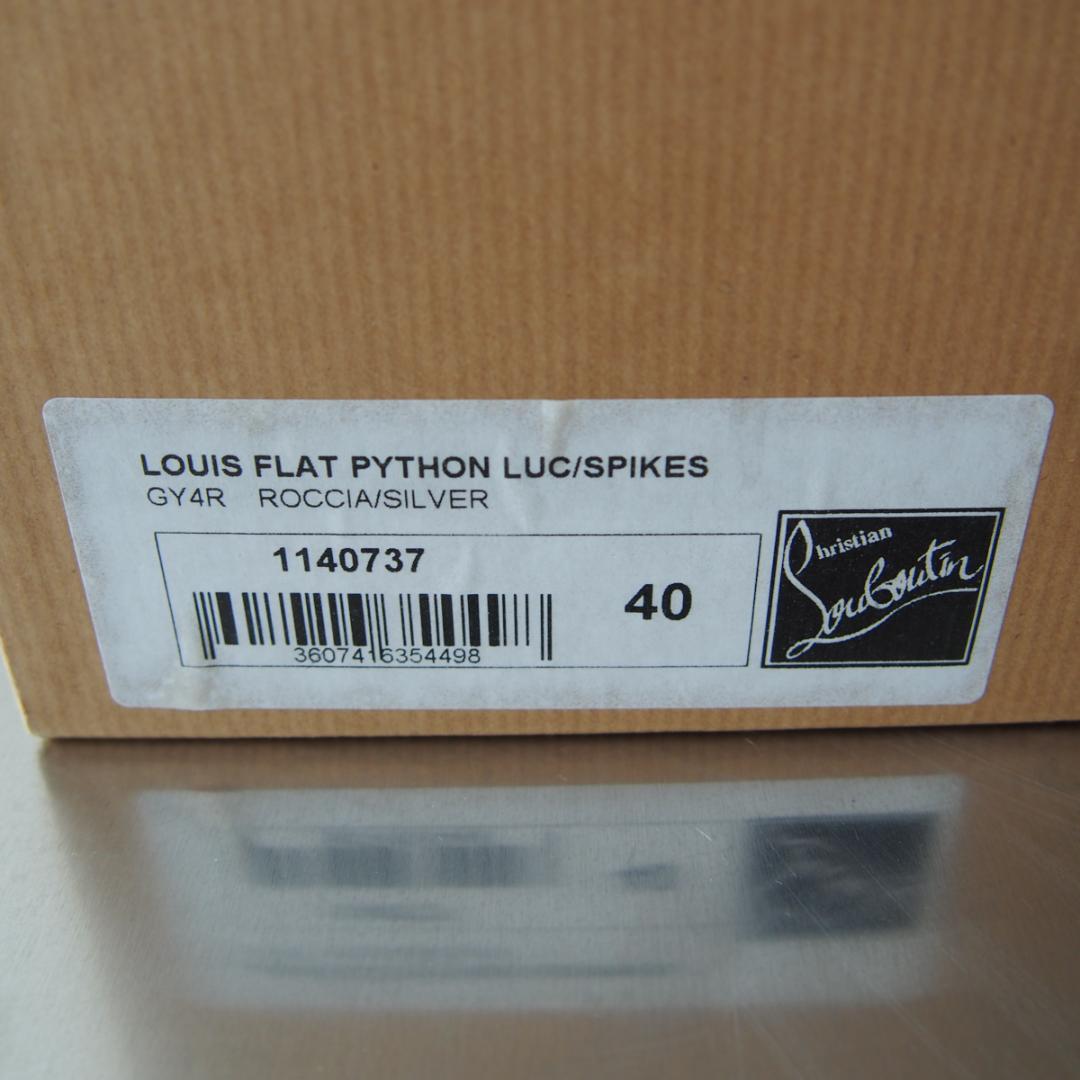 LOUIS FLAT PYTHON LUC/SPIKES
GY4R ROCCIA/SILVER
1140737
40
3607416354498
Christian
Louboutin